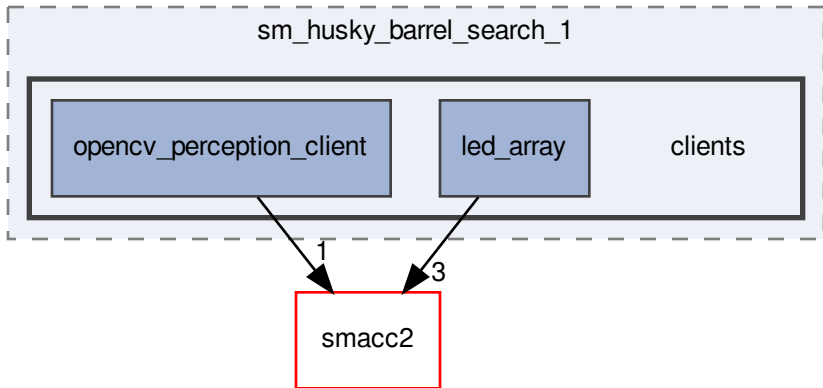 sm_husky_barrel_search_1
opencv_perception_client
led_array
clients
1
3
smacc2